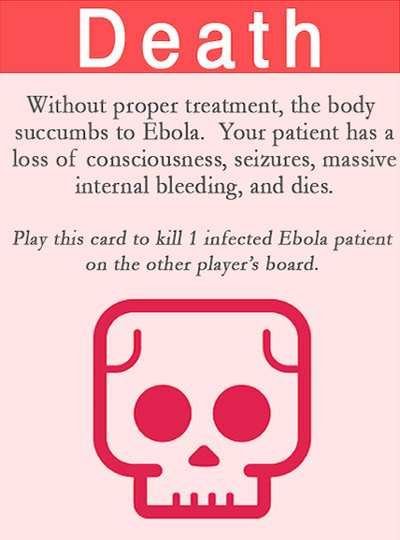 Death
Without proper treatment, the body
succumbs to Ebola.  Your patient has a
loss of consciousness, seizures, massive
internal bleeding, and dies.
Play this card to kill 1 infected Ebola patient
on the other player's board.